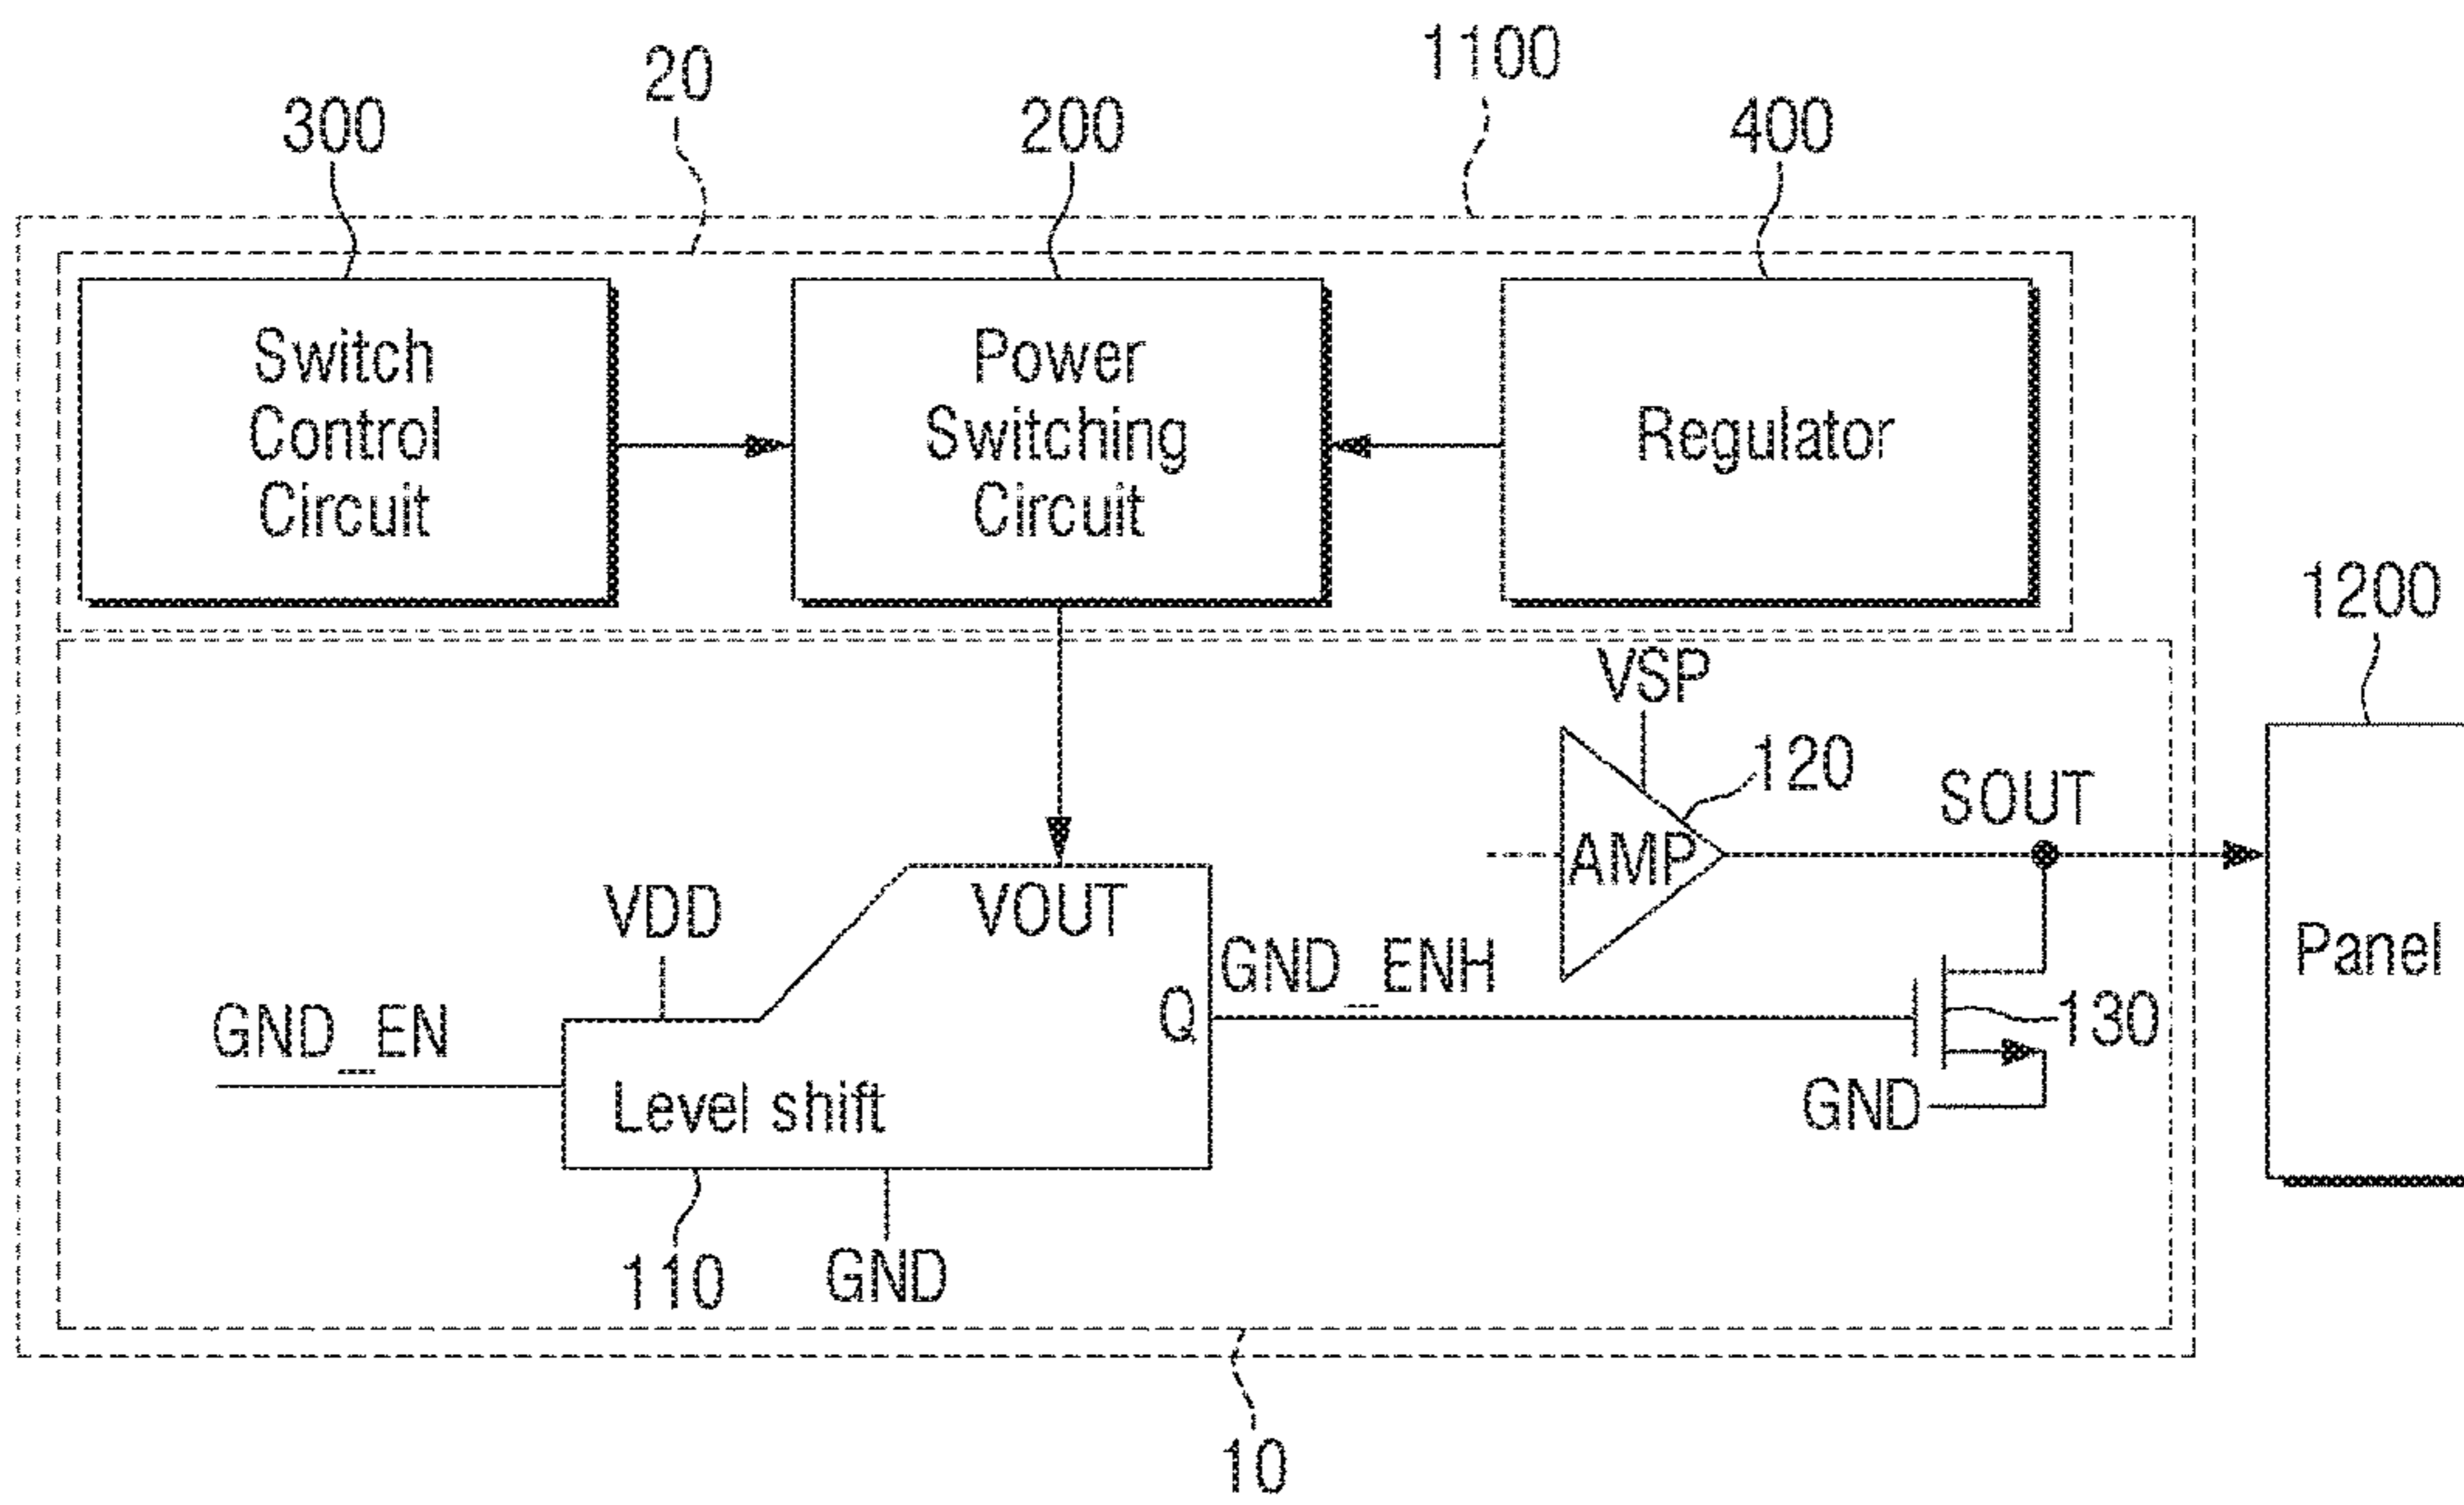 1100
20
300
200
400
Switch
Control
Circuit
Power
Switching
Circuit
Regulator
1200
VSP
120
SOUT
AMP
VDD
VOUT
Panel
GND_ENH
Q
GND_EN
130
Level shift
GND
110
GND
10